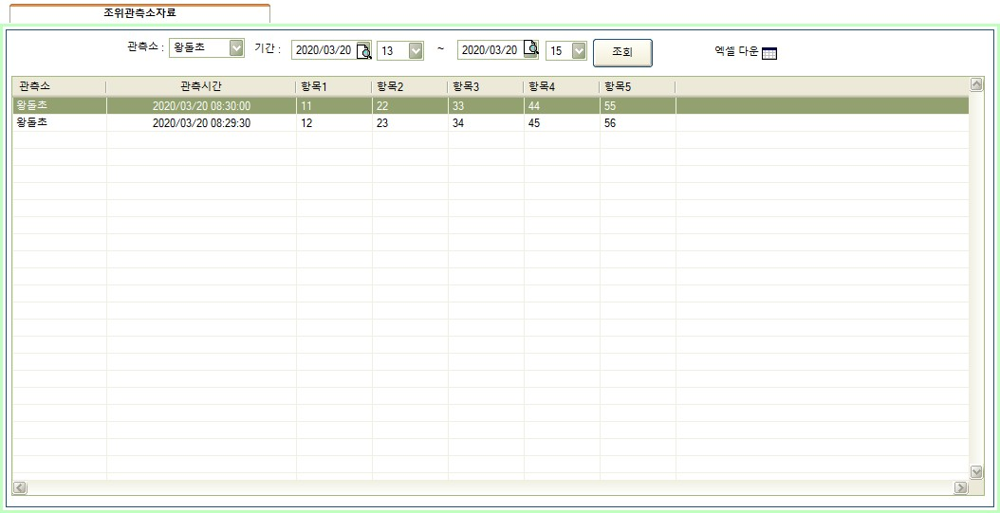 조위관측소자료
관측소 : 왕돌초 기간 : 2020/03/20 13 ~ 2020/03/20 15 조회 엑셀 다운
관측소 관측시간 항목1 항목2 항목3 항목4 항목5
왕돌초 2020/03/20 08:30:00 11 22 33 44 55
왕돌초 2020/03/20 08:29:30 12 23 34 45 56